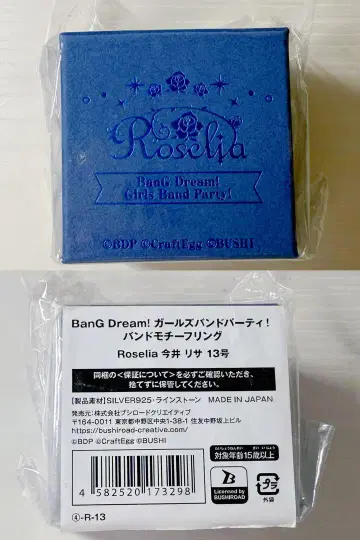 Roselia
BanG Dream!
Girls Band Party!
©BDP ©CraftEgg ©BUSHI
BanG Dream! ガールズバンドパーティ！
バンドモチーフリング
Roselia 今井 リサ 13号
同梱の<保証について>を必ずご確認いただき、
捨てずに保管してください。
【製品素材】SILVER925・ラインストーン MADE IN JAPAN
発売元：株式会社ブシロードクリエイティブ
〒164-0011 東京都中野区中央1-38-1 住友中野坂上ビル
https://bushiroad-creative.com/
©BDP ©CraftEgg ©BUSHI
対象年齢15歳以上
4 582520 173298
Licensed by
BUSHIROAD
プラ
外袋
④-R-13